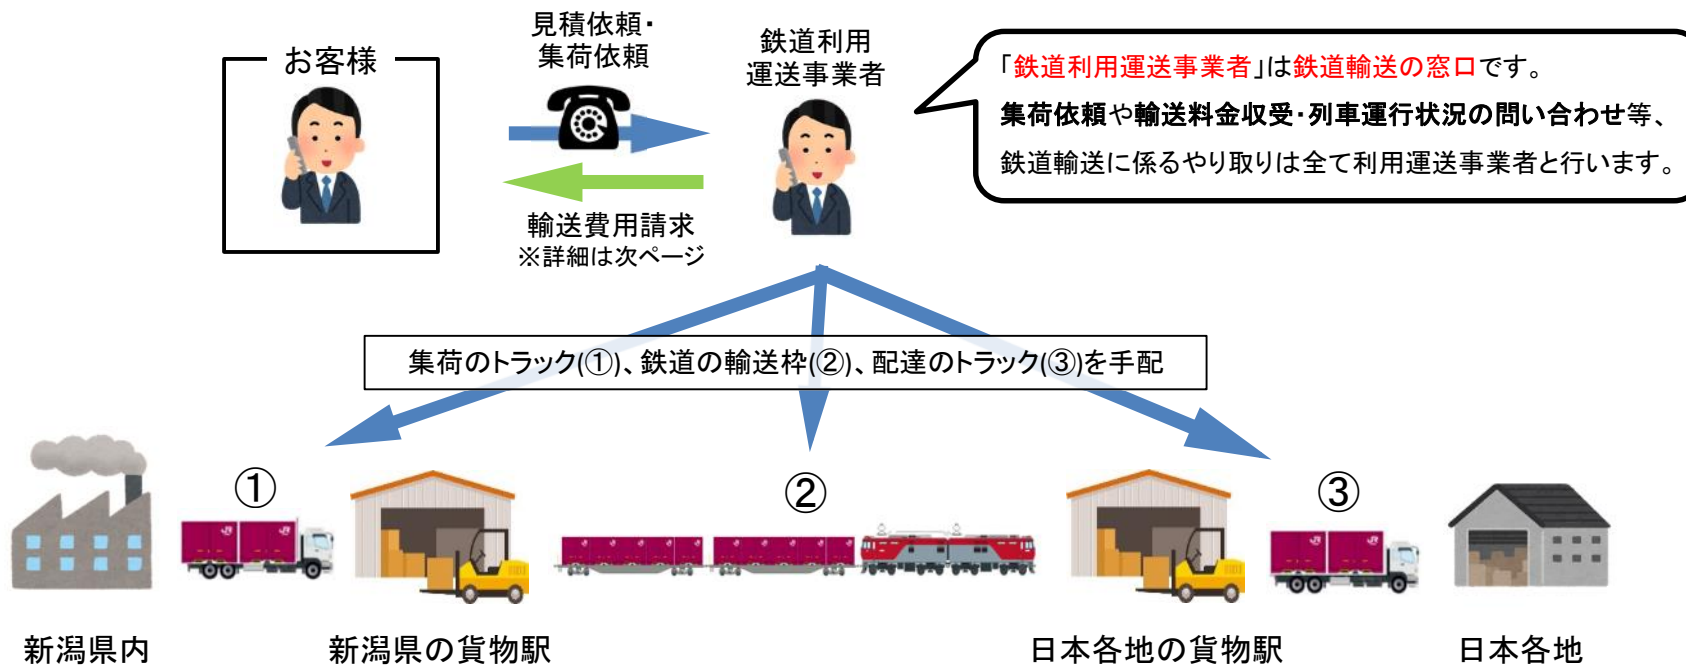 お客様
見積依頼・
集荷依頼
鉄道利用
運送事業者
輸送費用請求
※詳細は次ページ
「鉄道利用運送事業者」は鉄道輸送の窓口です。
集荷依頼や輸送料金収受・列車運行状況の問い合わせ等、
鉄道輸送に係るやり取りは全て利用運送事業者と行います。
集荷のトラック(①)、鉄道の輸送枠(②)、配達のトラック(③)を手配
①
②
③
JR
JR
JR
JR
新潟県内
新潟県の貨物駅
日本各地の貨物駅
日本各地